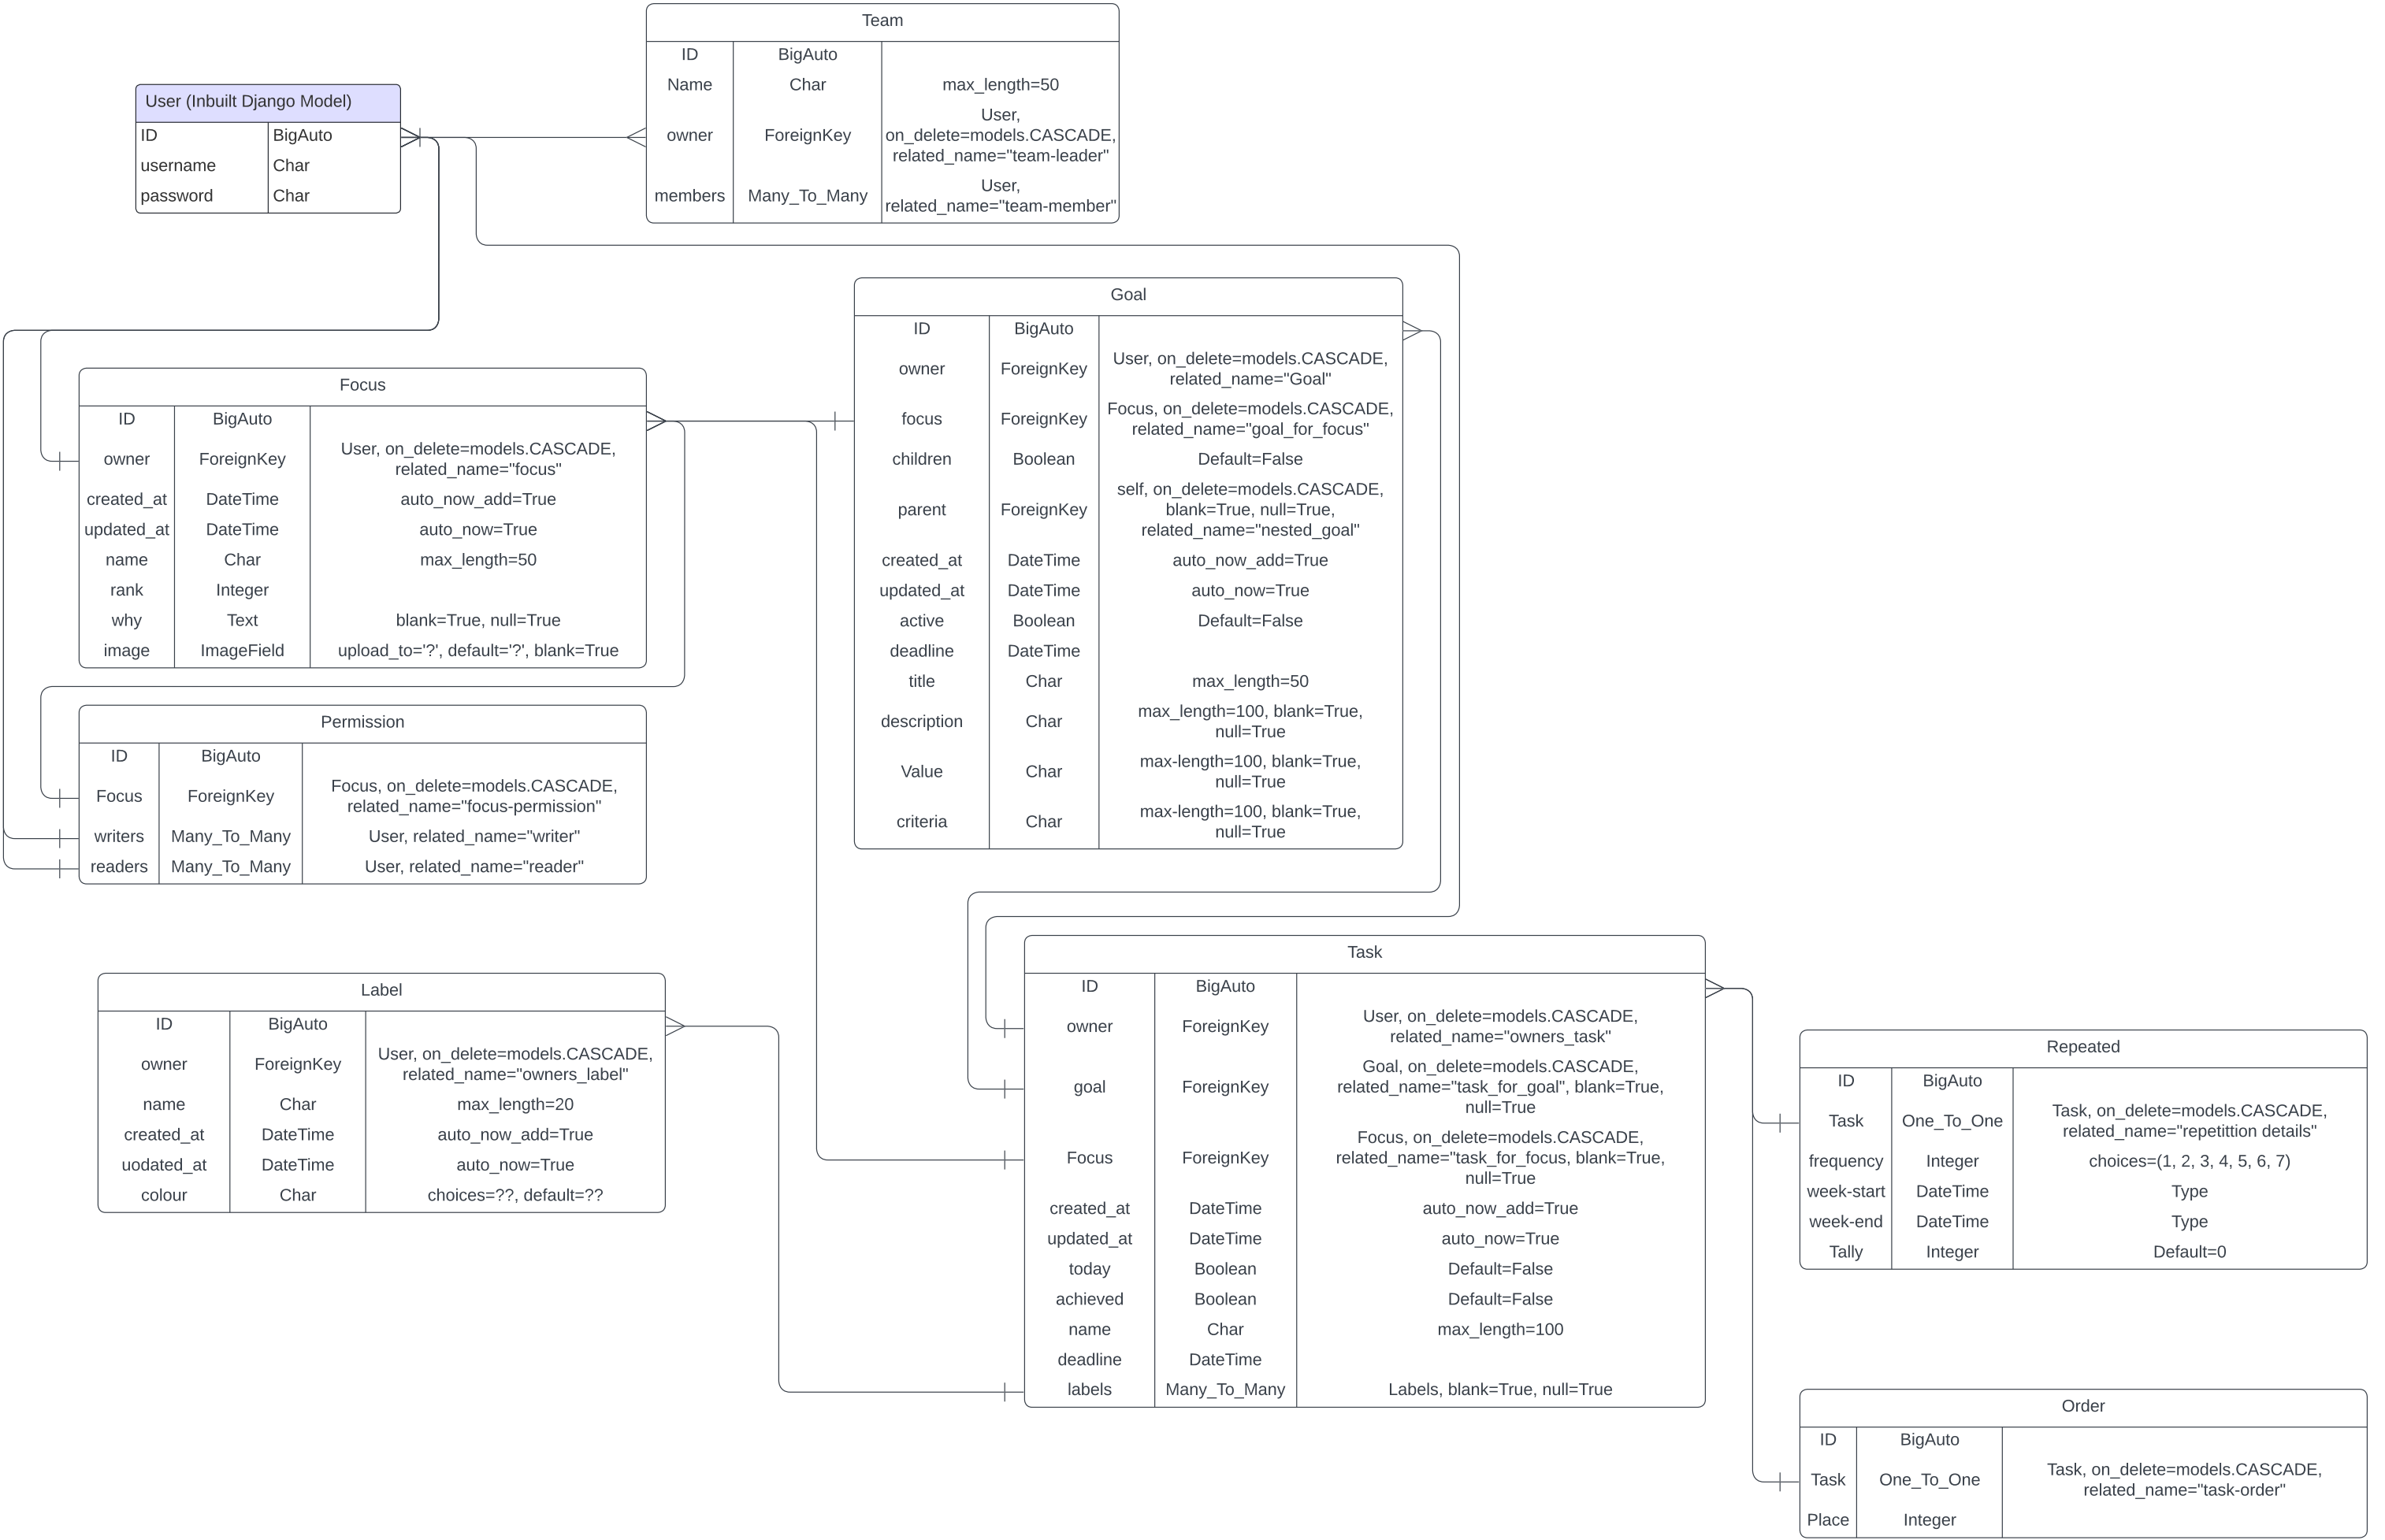 Team
ID BigAuto
Name Char max_length=50
owner ForeignKey User, on_delete=models.CASCADE, related_name="team-leader"
members Many_To_Many User, related_name="team-member"
User (Inbuilt Django Model)
ID BigAuto
username Char
password Char
Goal
ID BigAuto
owner ForeignKey User, on_delete=models.CASCADE, related_name="Goal"
focus ForeignKey Focus, on_delete=models.CASCADE, related_name="goal_for_focus"
children Boolean Default=False
parent ForeignKey self, on_delete=models.CASCADE, blank=True, null=True, related_name="nested_goal"
created_at DateTime auto_now_add=True
updated_at DateTime auto_now=True
active Boolean Default=False
deadline DateTime
title Char max_length=50
description Char max_length=100, blank=True, null=True
Value Char max-length=100, blank=True, null=True
criteria Char max-length=100, blank=True, null=True
Focus
ID BigAuto
owner ForeignKey User, on_delete=models.CASCADE, related_name="focus"
created_at DateTime auto_now_add=True
updated_at DateTime auto_now=True
name Char max_length=50
rank Integer
why Text blank=True, null=True
image ImageField upload_to='?', default='?', blank=True
Permission
ID BigAuto
Focus ForeignKey Focus, on_delete=models.CASCADE, related_name="focus-permission"
writers Many_To_Many User, related_name="writer"
readers Many_To_Many User, related_name="reader"
Label
ID BigAuto
owner ForeignKey User, on_delete=models.CASCADE, related_name="owners_label"
name Char max_length=20
created_at DateTime auto_now_add=True
uodated_at DateTime auto_now=True
colour Char choices=??, default=??
Task
ID BigAuto
owner ForeignKey User, on_delete=models.CASCADE, related_name="owners_task"
goal ForeignKey Goal, on_delete=models.CASCADE, related_name="task_for_goal", blank=True, null=True
Focus ForeignKey Focus, on_delete=models.CASCADE, related_name="task_for_focus, blank=True, null=True
created_at DateTime auto_now_add=True
updated_at DateTime auto_now=True
today Boolean Default=False
achieved Boolean Default=False
name Char max_length=100
deadline DateTime
labels Many_To_Many Labels, blank=True, null=True
Repeated
ID BigAuto
Task One_To_One Task, on_delete=models.CASCADE, related_name="repetittion details"
frequency Integer choices=(1, 2, 3, 4, 5, 6, 7)
week-start DateTime Type
week-end DateTime Type
Tally Integer Default=0
Order
ID BigAuto
Task One_To_One Task, on_delete=models.CASCADE, related_name="task-order"
Place Integer